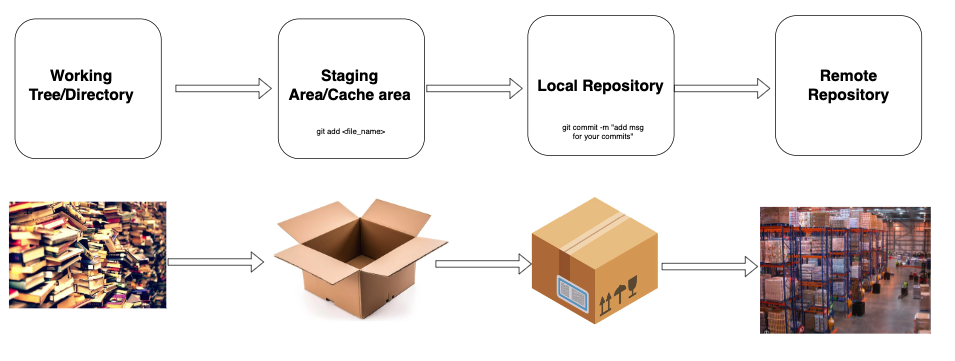 Working
Tree/Directory
Staging
Area/Cache area
git add <file_name>
Local Repository
git commit -m "add msg
for your commits"
Remote
Repository